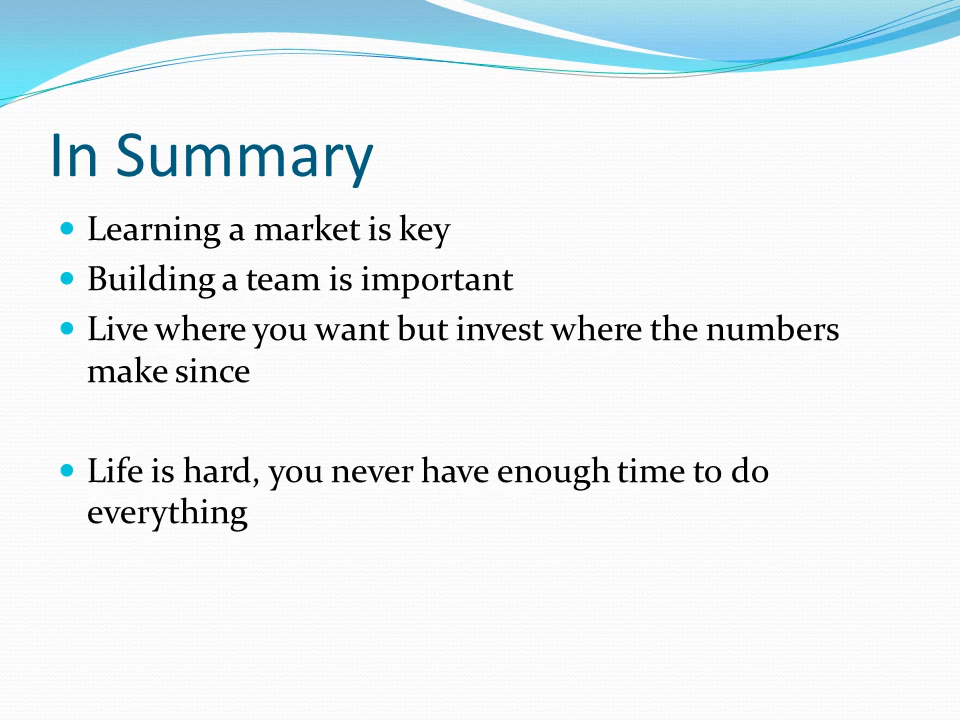 In Summary
Learning a market is key
Building a team is important
Live where you want but invest where the numbers
make since
Life is hard, you never have enough time to do
everything